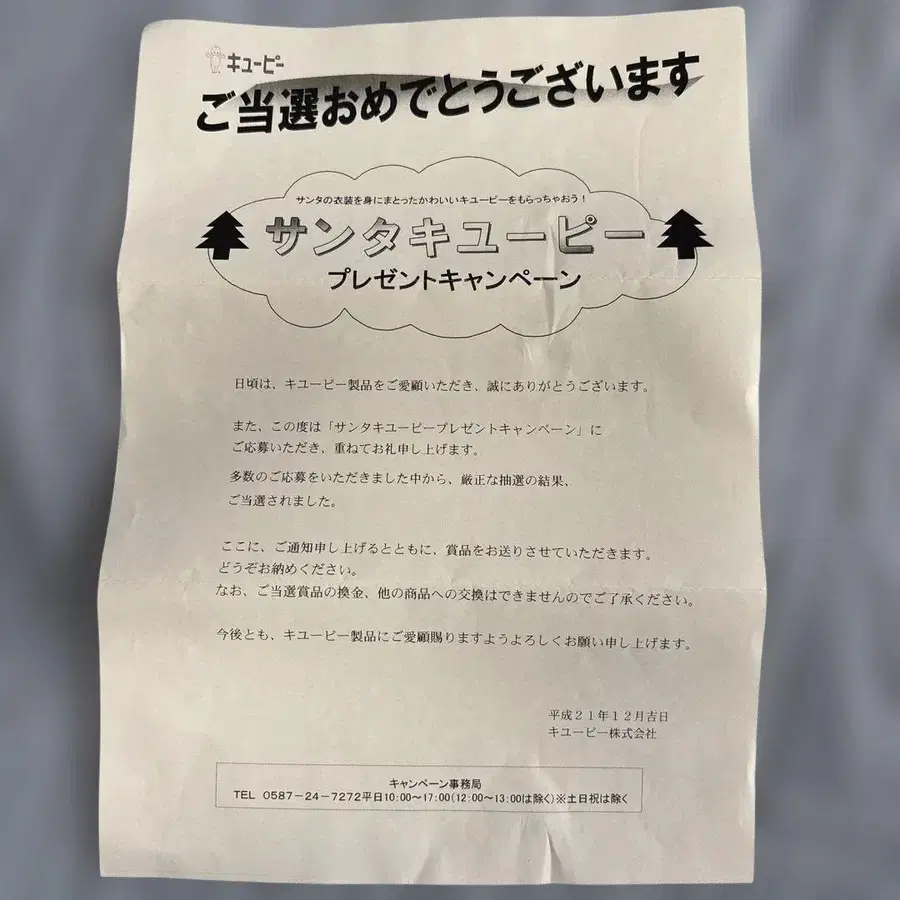 キユーピー
ご当選おめでとうございます
サンタの衣装を身にまとったかわいいキユーピーをもらっちゃおう！
サンタキユーピー
プレゼントキャンペーン
日頃は、キユーピー製品をご愛顧いただき、誠にありがとうございます。
また、この度は「サンタキユーピープレゼントキャンペーン」に
ご応募いただき、重ねてお礼申し上げます。
多数のご応募をいただきました中から、厳正な抽選の結果、
ご当選されました。
ここに、ご通知申し上げるとともに、賞品をお送りさせていただきます。
どうぞお納めください。
なお、ご当選賞品の換金、他の商品への交換はできませんのでご了承ください。
今後とも、キユーピー製品にご愛顧賜りますようよろしくお願い申し上げます。
平成２１年１２月吉日
キユーピー株式会社
キャンペーン事務局
TEL 0587－24－7272平日10:00～17:00(12:00～13:00は除く)※土日祝は除く